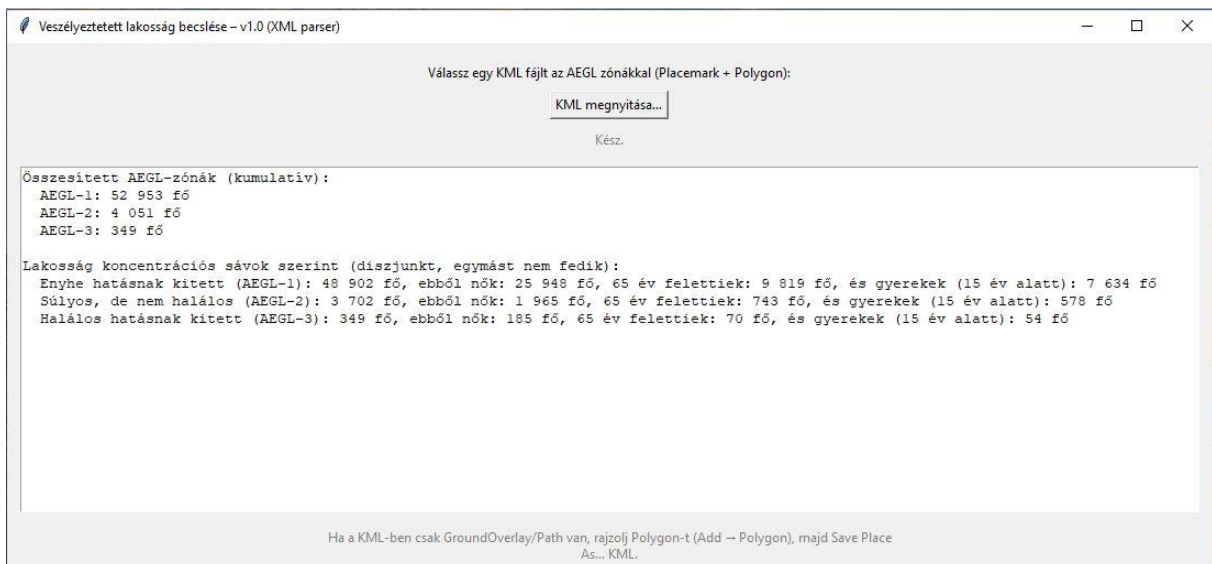 Veszélyeztetett lakosság becslése – v1.0 (XML parser)
Válassz egy KML fájlt az AEGL zónákkal (Placemark + Polygon):
KML megnyitása...
Kész.
Összesített AEGL-zónák (kumulatív):
AEGL-1: 52 953 fő
AEGL-2: 4 051 fő
AEGL-3: 349 fő
Lakosság koncentrációs sávok szerint (diszjunkt, egymást nem fedik):
Enyhe hatásnak kitett (AEGL-1): 48 902 fő, ebből nők: 25 948 fő, 65 év felettiek: 9 819 fő, és gyerekek (15 év alatt): 7 634 fő
Súlyos, de nem halálos (AEGL-2): 3 702 fő, ebből nők: 1 965 fő, 65 év felettiek: 743 fő, és gyerekek (15 év alatt): 578 fő
Halálos hatásnak kitett (AEGL-3): 349 fő, ebből nők: 185 fő, 65 év felettiek: 70 fő, és gyerekek (15 év alatt): 54 fő
Ha a KML-ben csak GroundOverlay/Path van, rajzolj Polygon-t (Add → Polygon), majd Save Place
As... KML.